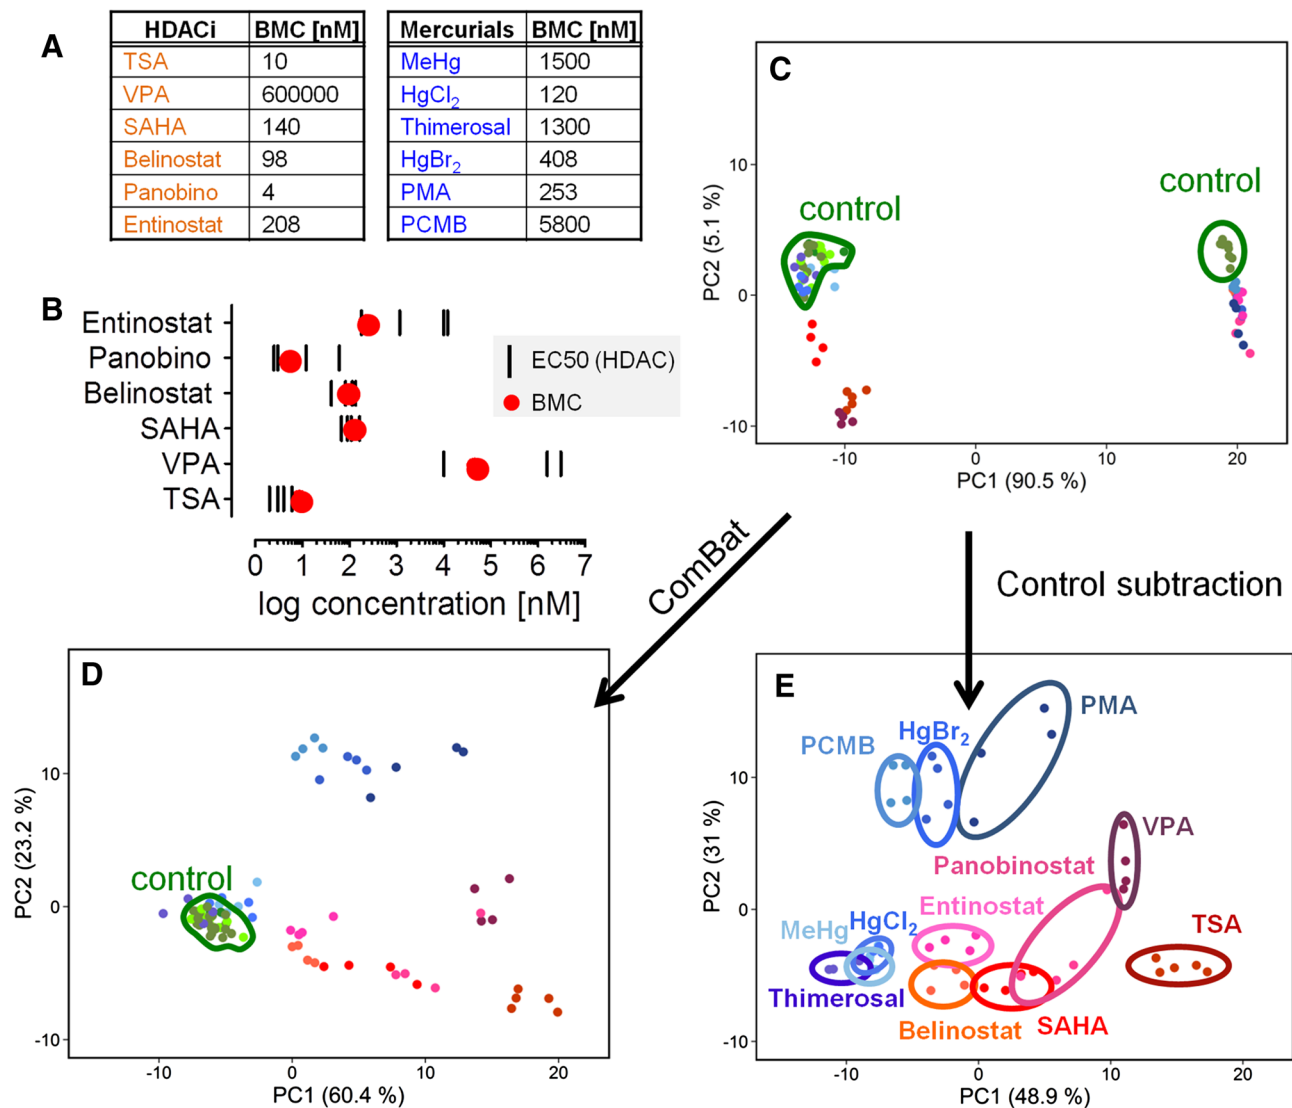 A
HDACi BMC [nM]
TSA 10
VPA 600000
SAHA 140
Belinostat 98
Panobino 4
Entinostat 208
Mercurials BMC [nM]
MeHg 1500
HgCl2 120
Thimerosal 1300
HgBr2 408
PMA 253
PCMB 5800
B
Entinostat
Panobino
Belinostat
SAHA
VPA
TSA
EC50 (HDAC)
BMC
0 1 2 3 4 5 6 7
log concentration [nM]
C
control
control
10
0
-10
PC2 (5.1 %)
-10 0 10 20
PC1 (90.5 %)
ComBat
Control subtraction
D
control
10
0
-10
PC2 (23.2 %)
-10 0 10 20
PC1 (60.4 %)
E
PMA
HgBr2
PCMB
VPA
Panobinostat
Entinostat
TSA
HgCl2
MeHg
Thimerosal
Belinostat
SAHA
10
0
-10
PC2 (31 %)
-10 0 10 20
PC1 (48.9 %)